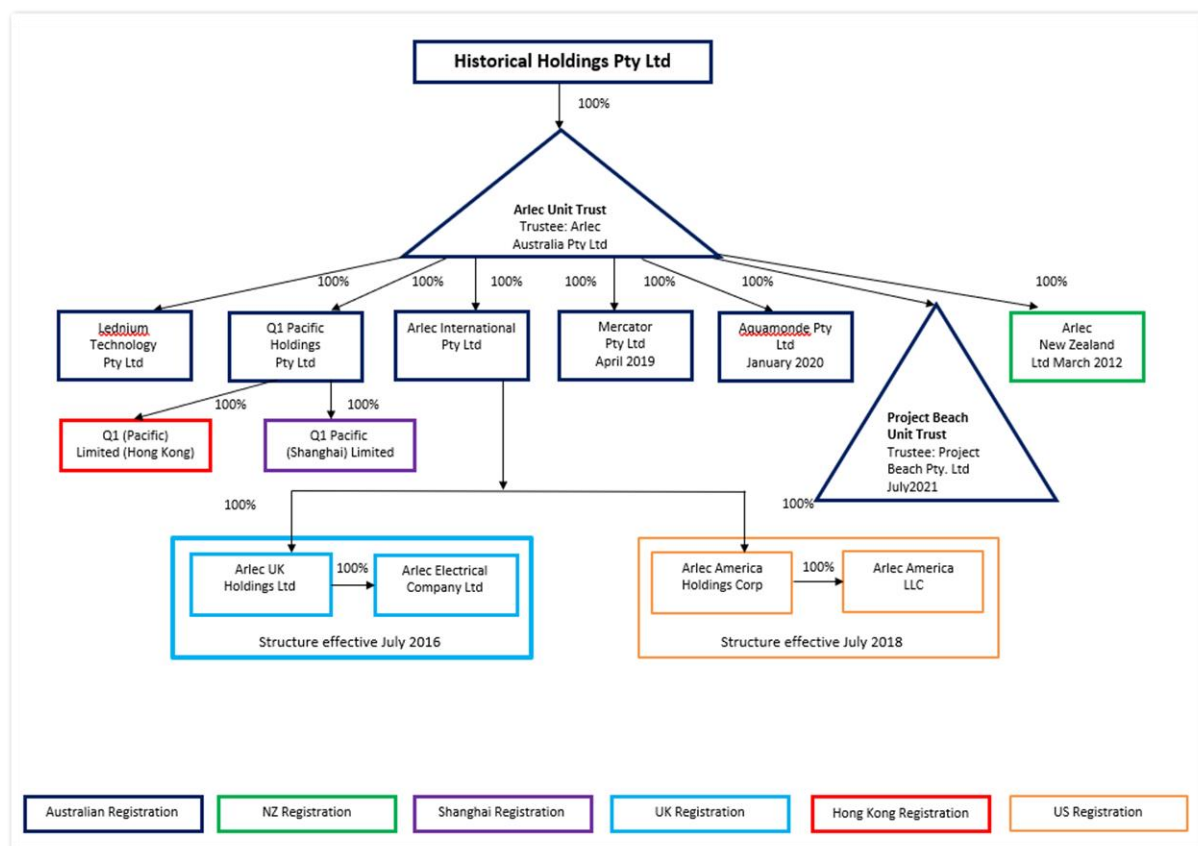 Historical Holdings Pty Ltd
100%
Arlec Unit Trust
Trustee: Arlec
Australia Pty Ltd
100%
100%
100%
100%
100%
100%
100%
Lednium
Technology
Pty Ltd
Q1 Pacific
Holdings
Pty Ltd
Arlec International
Pty Ltd
Mercator
Pty Ltd
April 2019
Aquamonde Pty
Ltd
January 2020
Arlec
New Zealand
Ltd March 2012
Project Beach
Unit Trust
Trustee: Project
Beach Pty. Ltd
July2021
100%
100%
Q1 (Pacific)
Limited (Hong Kong)
Q1 Pacific
(Shanghai) Limited
100%
100%
Arlec UK
Holdings Ltd
100%
Arlec Electrical
Company Ltd
Structure effective July 2016
Arlec America
Holdings Corp
100%
Arlec America
LLC
Structure effective July 2018
Australian Registration
NZ Registration
Shanghai Registration
UK Registration
Hong Kong Registration
US Registration